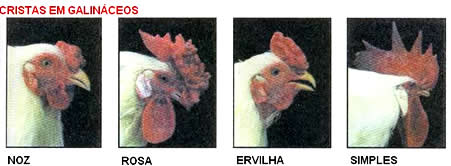 CRISTAS EM GALINÁCEOS
NOZ
ROSA
ERVILHA
SIMPLES